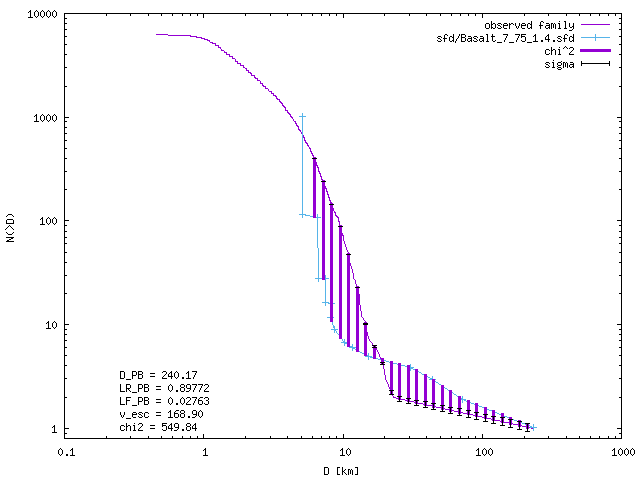 10000
1000
100
10
1
0.1 1 10 100 1000
N(>D)
D [km]
observed family
sfd/Basalt_7_75_1.4.sfd
chi^2
sigma
D_PB = 240.17
LR_PB = 0.89772
LF_PB = 0.02763
v_esc = 168.90
chi2 = 549.84